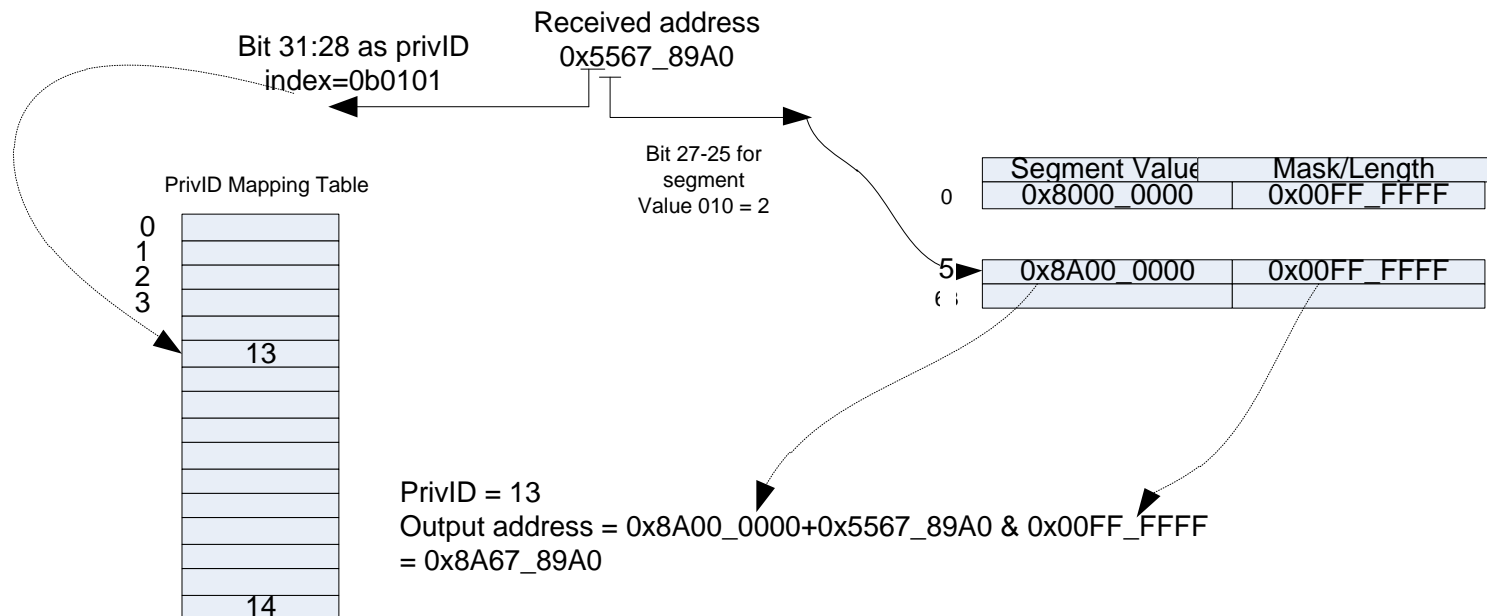 Received address
0x5567_89A0
Bit 31:28 as privID
index=0b0101
Bit 27-25 for
segment
Value 010 = 2
PrivID Mapping Table
0
1
2
3
13
14
Segment Value Mask/Length
0 0x8000_0000 0x00FF_FFFF
5 0x8A00_0000 0x00FF_FFFF
63
PrivID = 13
Output address = 0x8A00_0000+0x5567_89A0 & 0x00FF_FFFF
= 0x8A67_89A0